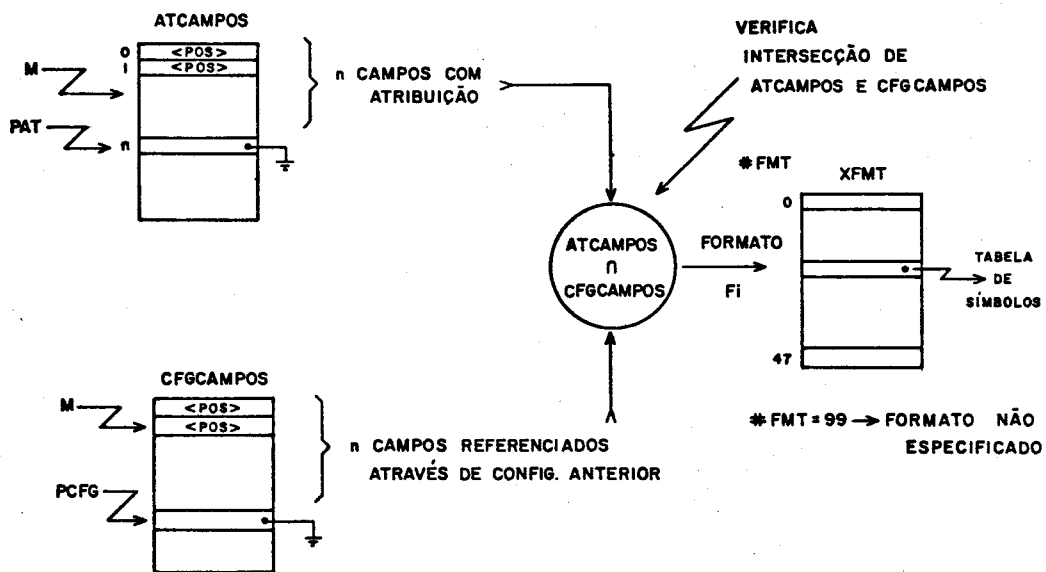 ATCAMPOS
0 <POS>
1 <POS>
M
PAT
n
n CAMPOS COM
ATRIBUIÇÃO
VERIFICA
INTERSECÇÃO DE
ATCAMPOS E CFGCAMPOS
ATCAMPOS
∩
CFGCAMPOS
FORMATO
Fi
#FMT
XFMT
0
47
TABELA
DE
SÍMBOLOS
CFGCAMPOS
<POS>
<POS>
M
PCFG
n CAMPOS REFERENCIADOS
ATRAVÉS DE CONFIG. ANTERIOR
#FMT=99 → FORMATO NÃO
ESPECIFICADO